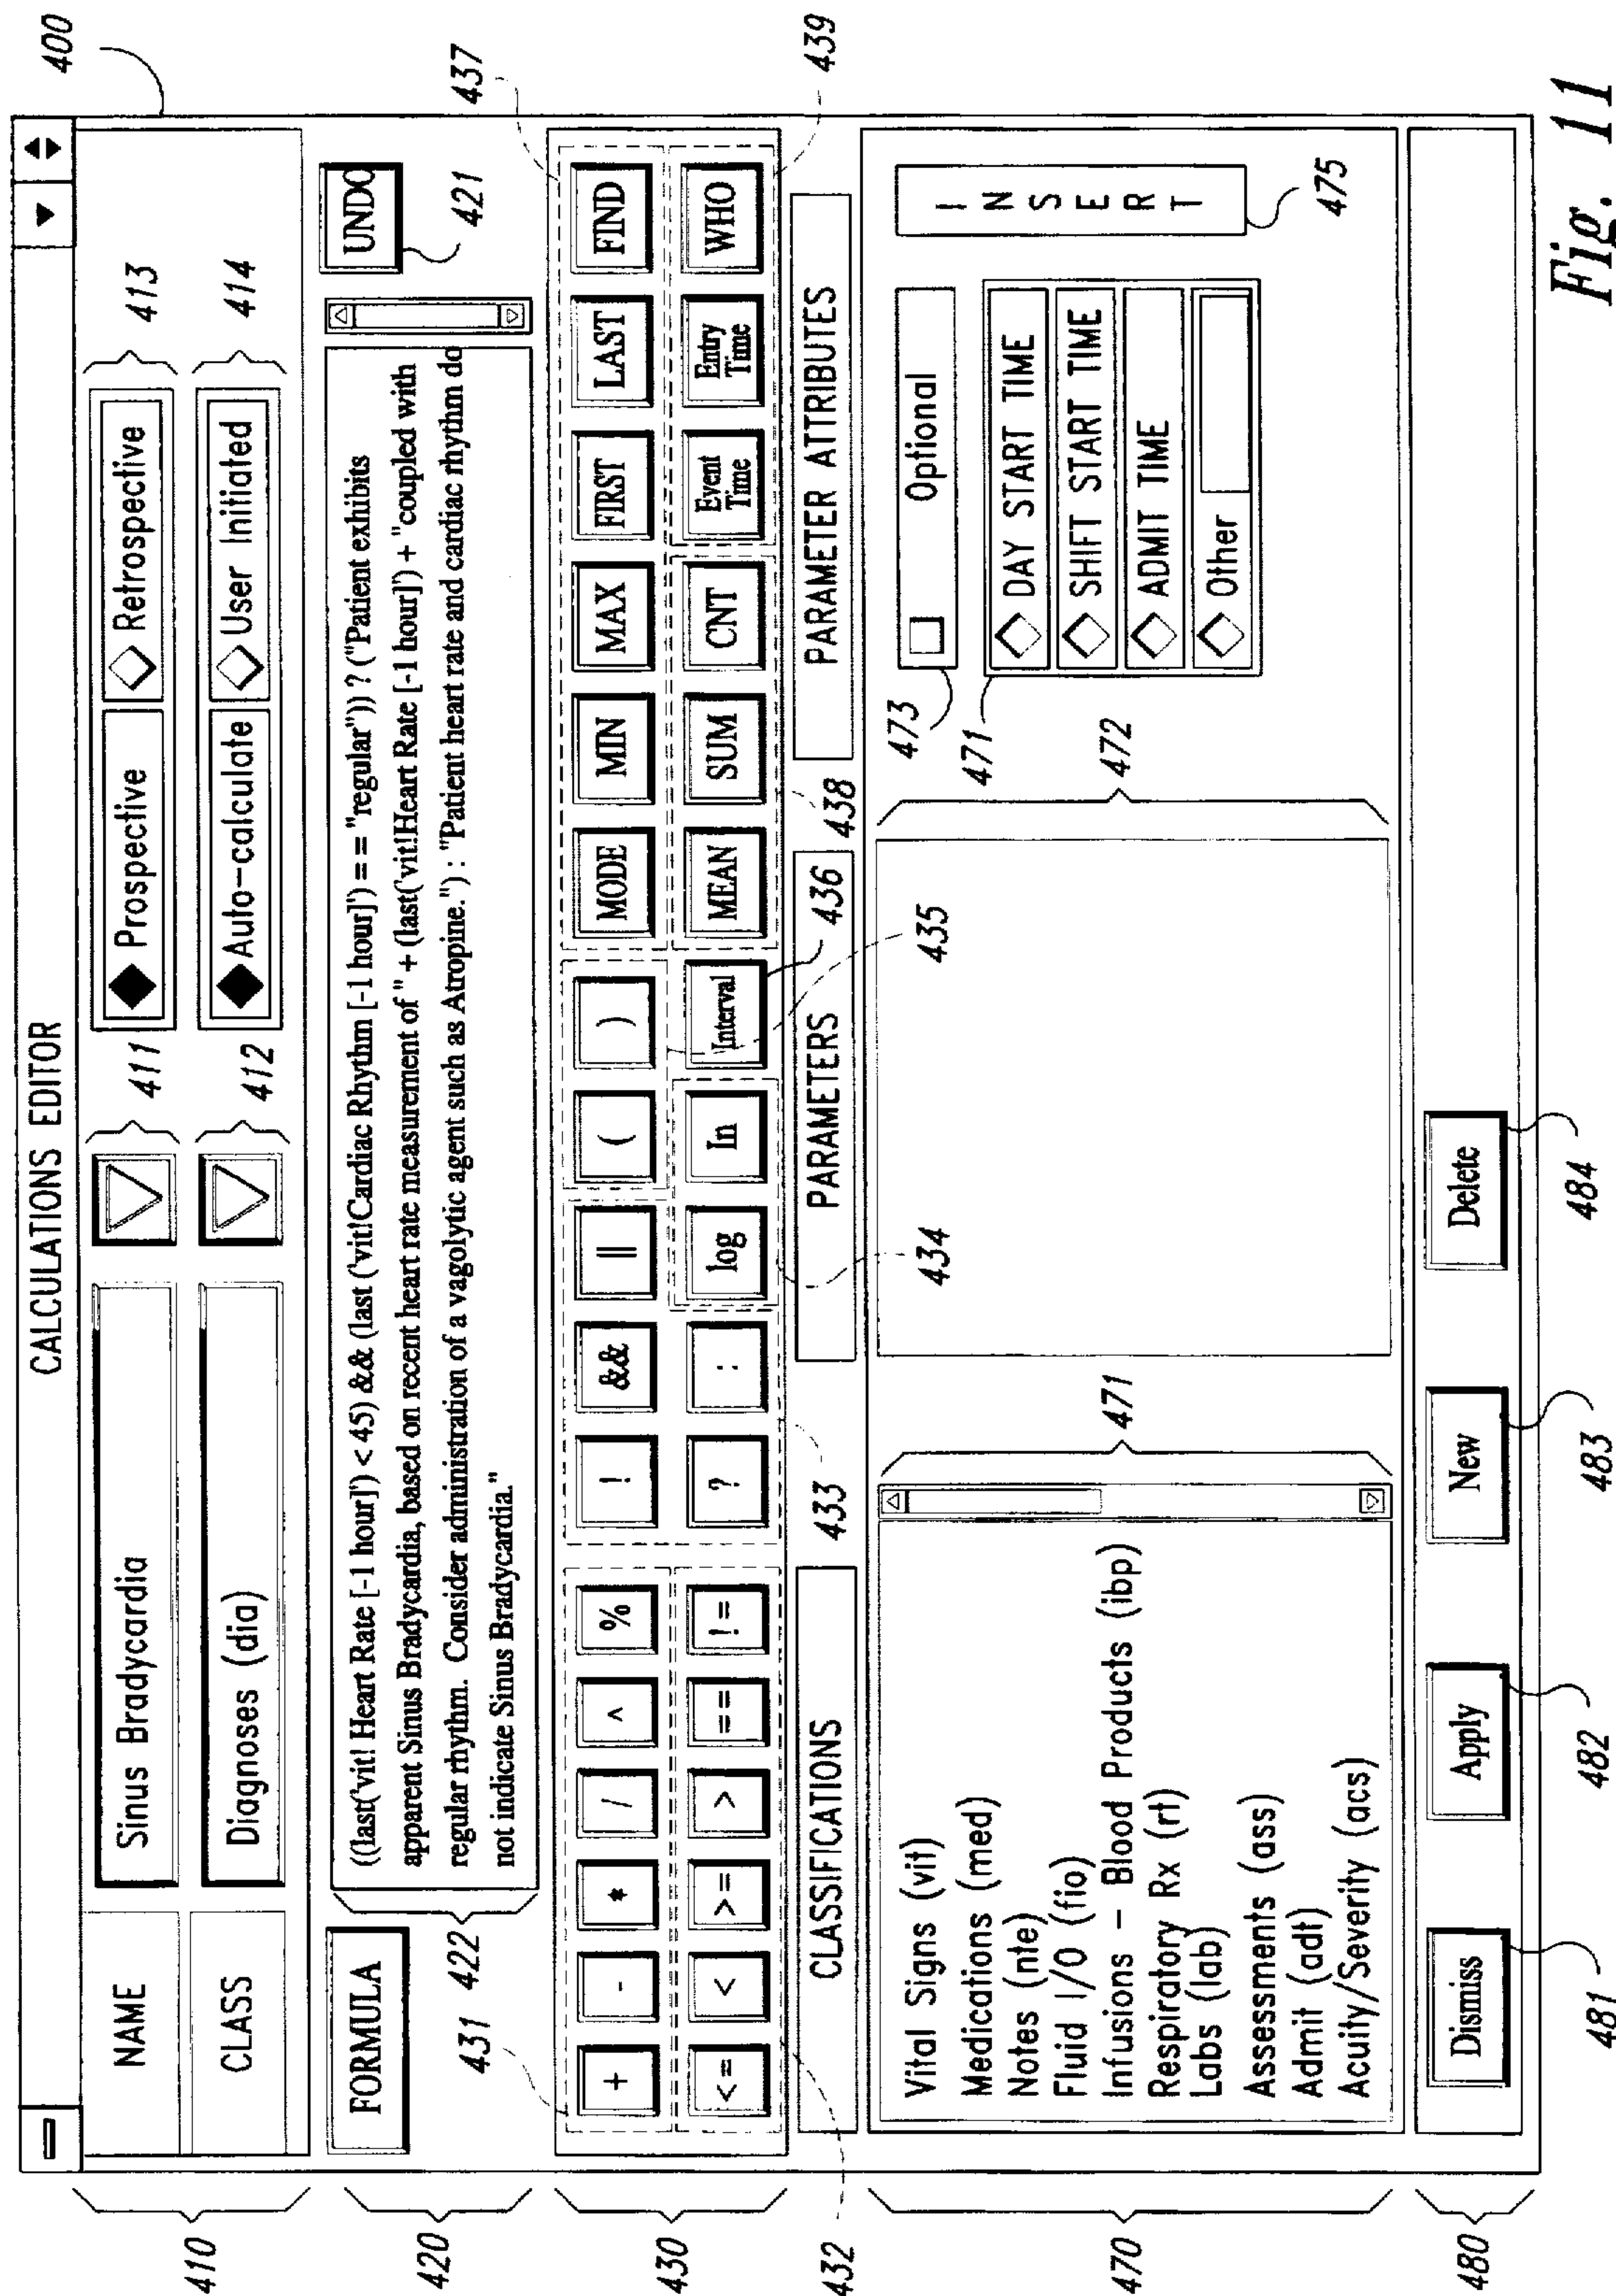 CALCULATIONS EDITOR
400
410
NAME
Sinus Bradycardia
411
Prospective
Retrospective
413
CLASS
Diagnoses (dia)
412
Auto-calculate
User Initiated
414
420
FORMULA
422
UNDO
421
((last('vit! Heart Rate [-1 hour]') < 45) && (last ('vit!Cardiac Rhythm [-1 hour]') = = "regular")) ? ("Patient exhibits
apparent Sinus Bradycardia, based on recent heart rate measurement of " + (last('vit!Heart Rate [-1 hour]') + "coupled with
regular rhythm. Consider administration of a vagolytic agent such as Atropine.") : "Patient heart rate and cardiac rhythm do
not indicate Sinus Bradycardia."
431
437
430
+ - * / ^ % ! && || ( ) MODE MIN MAX FIRST LAST FIND
<= < >= > == != ? : log ln Interval MEAN SUM CNT Event Time Entry Time WHO
432
433
434
435
436
438
439
CLASSIFICATIONS
PARAMETERS
PARAMETER ATTRIBUTES
470
Vital Signs (vit)
Medications (med)
Notes (nte)
Fluid I/O (fio)
Infusions – Blood Products (ibp)
Respiratory Rx (rt)
Labs (lab)
Assessments (ass)
Admit (adt)
Acuity/Severity (acs)
471
472
473
Optional
471
DAY START TIME
SHIFT START TIME
ADMIT TIME
Other
INSERT
475
480
Dismiss
Apply
New
Delete
481
482
483
484
Fig. 11